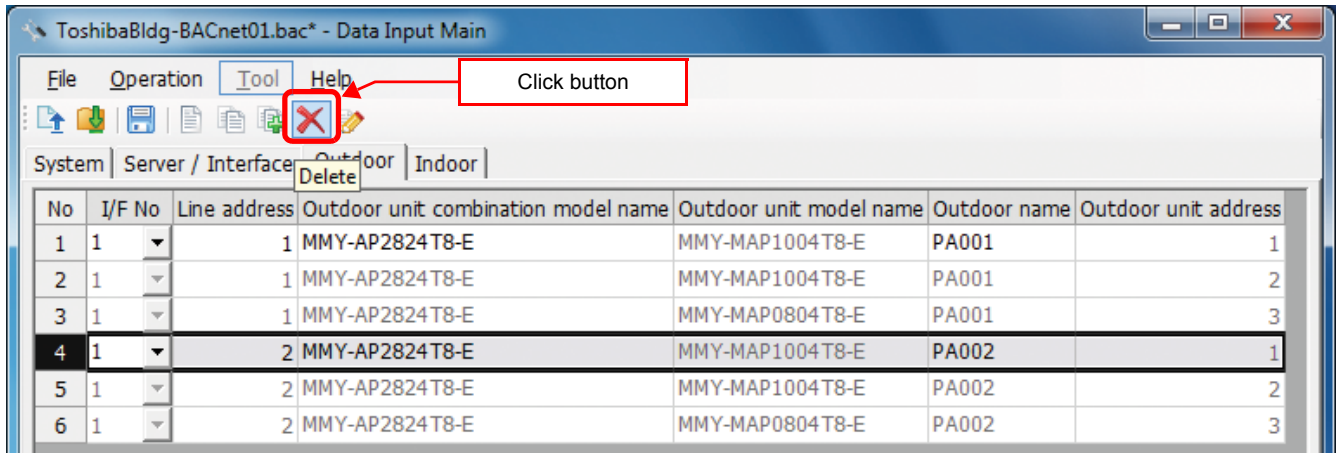 ToshibaBldg-BACnet01.bac* - Data Input Main
File Operation Tool Help
Click button
System Server / Interface Outdoor Indoor
Delete
No I/F No Line address Outdoor unit combination model name Outdoor unit model name Outdoor name Outdoor unit address
1 1 1 MMY-AP2824T8-E MMY-MAP1004T8-E PA001 1
2 1 1 MMY-AP2824T8-E MMY-MAP1004T8-E PA001 2
3 1 1 MMY-AP2824T8-E MMY-MAP0804T8-E PA001 3
4 1 2 MMY-AP2824T8-E MMY-MAP1004T8-E PA002 1
5 1 2 MMY-AP2824T8-E MMY-MAP1004T8-E PA002 2
6 1 2 MMY-AP2824T8-E MMY-MAP0804T8-E PA002 3